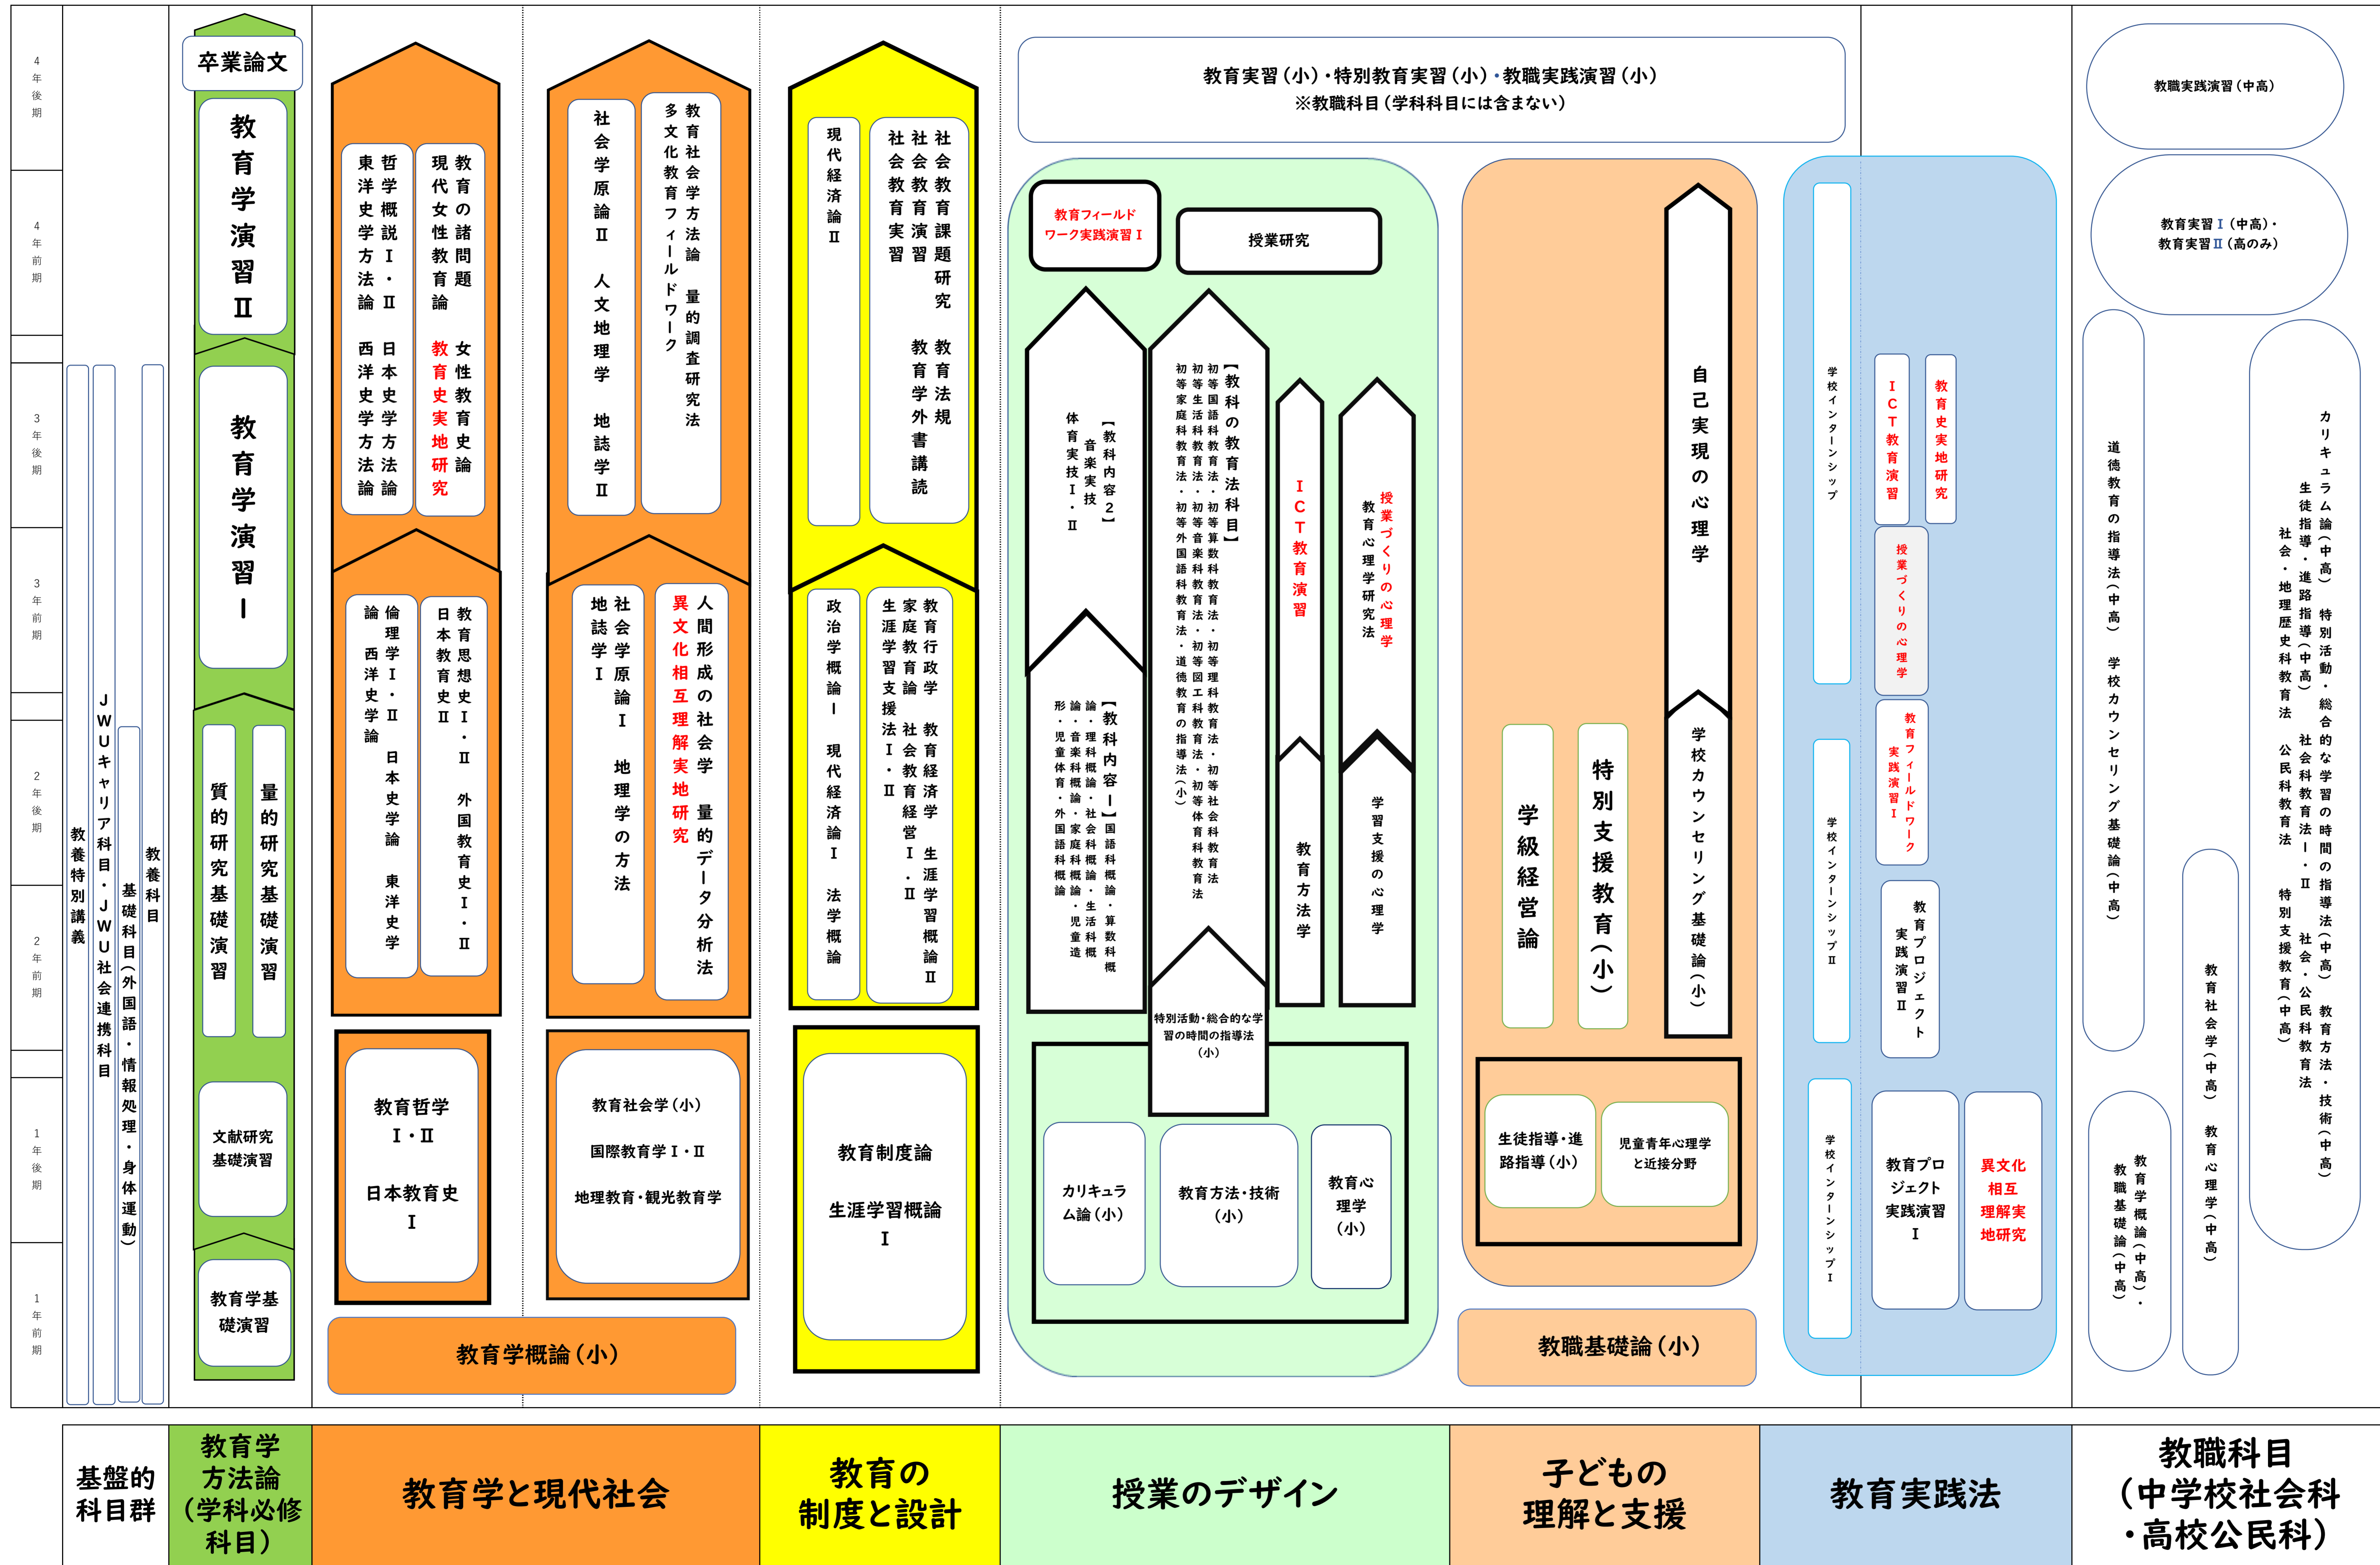 4年後期
4年前期
3年後期
3年前期
2年後期
2年前期
1年後期
1年前期
教養特別講義
JWUキャリア科目・JWU社会連携科目
基礎科目(外国語・情報処理・身体運動)
教養科目
卒業論文
教育学演習Ⅱ
教育学演習Ⅰ
質的研究基礎演習
量的研究基礎演習
文献研究
基礎演習
教育学基
礎演習
教育の諸問題 女性教育史論
現代女性教育論 教育史実地研究
哲学概説Ⅰ・Ⅱ 日本史学方法論
東洋史学方法論 西洋史学方法論
教育思想史Ⅰ・Ⅱ 外国教育史Ⅰ・Ⅱ
日本教育史Ⅱ
倫理学Ⅰ・Ⅱ 日本史学論 東洋史学
論 西洋史学論
教育哲学
Ⅰ・Ⅱ
日本教育史
Ⅰ
教育社会学方法論 量的調査研究法
多文化教育フィールドワーク
社会学原論Ⅱ 人文地理学 地誌学Ⅱ
人間形成の社会学 量的データ分析法
異文化相互理解実地研究
社会学原論Ⅰ 地理学の方法
地誌学Ⅰ
教育社会学(小)
国際教育学Ⅰ・Ⅱ
地理教育・観光教育学
教育学概論(小)
社会教育課題研究 教育法規
社会教育演習 教育学外書講読
社会教育実習
現代経済論Ⅱ
教育行政学 教育経済学 生涯学習概論Ⅱ
家庭教育論 社会教育経営Ⅰ・Ⅱ
生涯学習支援法Ⅰ・Ⅱ
政治学概論Ⅰ 現代経済論Ⅰ 法学概論
教育制度論
生涯学習概論
Ⅰ
教育実習(小)・特別教育実習(小)・教職実践演習(小)
※教職科目(学科科目には含まない)
教育フィールド
ワーク実践演習Ⅰ
授業研究
【教科内容2】
音楽実技
体育実技Ⅰ・Ⅱ
【教科内容Ⅰ】国語科概論・算数科概
論・理科概論・社会科概論・生活科概
論・音楽科概論・家庭科概論・児童造
形・児童体育・外国語科概論
【教科の教育法科目】
初等国語科教育法・初等算数科教育法・初等理科教育法・初等社会科教育法
初等生活科教育法・初等音楽科教育法・初等図工科教育法・初等体育科教育法
初等家庭科教育法・初等外国語科教育法・道徳教育の指導法(小)
特別活動・総合的な学
習の時間の指導法
(小)
ICT教育演習
教育方法学
授業づくりの心理学
教育心理学研究法
学習支援の心理学
カリキュラ
ム論(小)
教育方法・技術
(小)
教育心
理学
(小)
自己実現の心理学
学校カウンセリング基礎論(小)
学級経営論
特別支援教育(小)
生徒指導・進
路指導(小)
児童青年心理学
と近接分野
教職基礎論(小)
学校インターンシップ
学校インターンシップⅡ
学校インターンシップⅠ
ICT教育演習
教育史実地研究
授業づくりの心理学
教育フィールドワーク
実践演習Ⅰ
教育プロジェクト
実践演習Ⅱ
教育プロ
ジェクト
実践演習
Ⅰ
異文化
相互
理解実
地研究
教職実践演習(中高)
教育実習Ⅰ(中高)・
教育実習Ⅱ(高のみ)
道徳教育の指導法(中高) 学校カウンセリング基礎論(中高)
カリキュラム論(中高) 特別活動・総合的な学習の時間の指導法(中高) 教育方法・技術(中高)
生徒指導・進路指導(中高) 社会科教育法Ⅰ・Ⅱ 社会・公民科教育法
社会・地理歴史科教育法 公民科教育法 特別支援教育(中高)
教育社会学(中高) 教育心理学(中高)
教育学概論(中高)・
教職基礎論(中高)
基盤的
科目群
教育学
方法論
(学科必修
科目)
教育学と現代社会
教育の
制度と設計
授業のデザイン
子どもの
理解と支援
教育実践法
教職科目
(中学校社会科
・高校公民科)